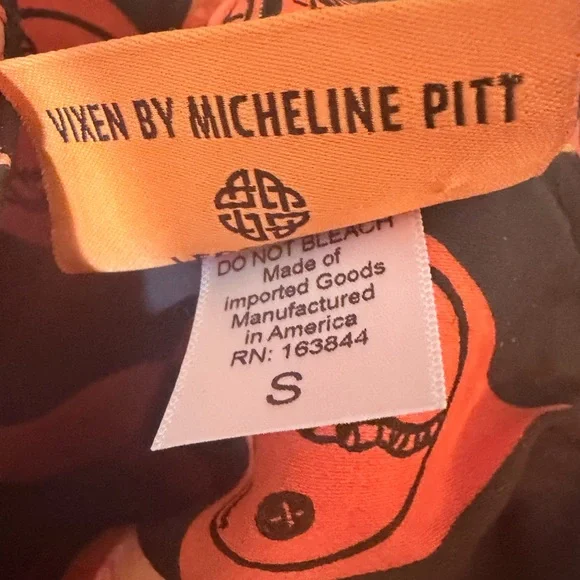 VIXEN BY MICHELINE PITT
DO NOT BLEACH
Made of
imported Goods
Manufactured
in America
RN: 163844
S